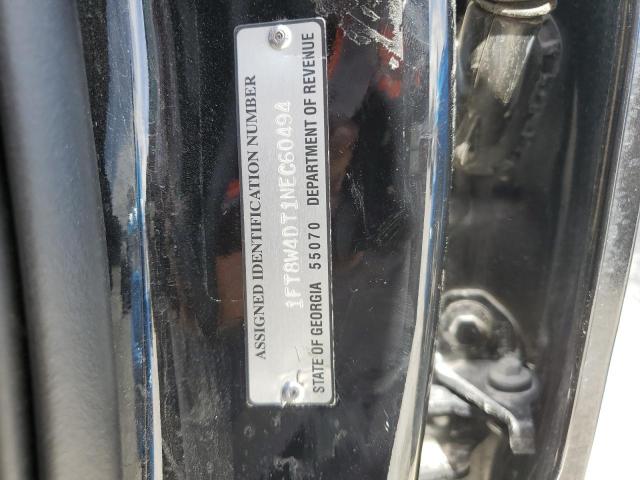 ASSIGNED IDENTIFICATION NUMBER
1FT8W4DT1NEC60494
STATE OF GEORGIA 55070 DEPARTMENT OF REVENUE